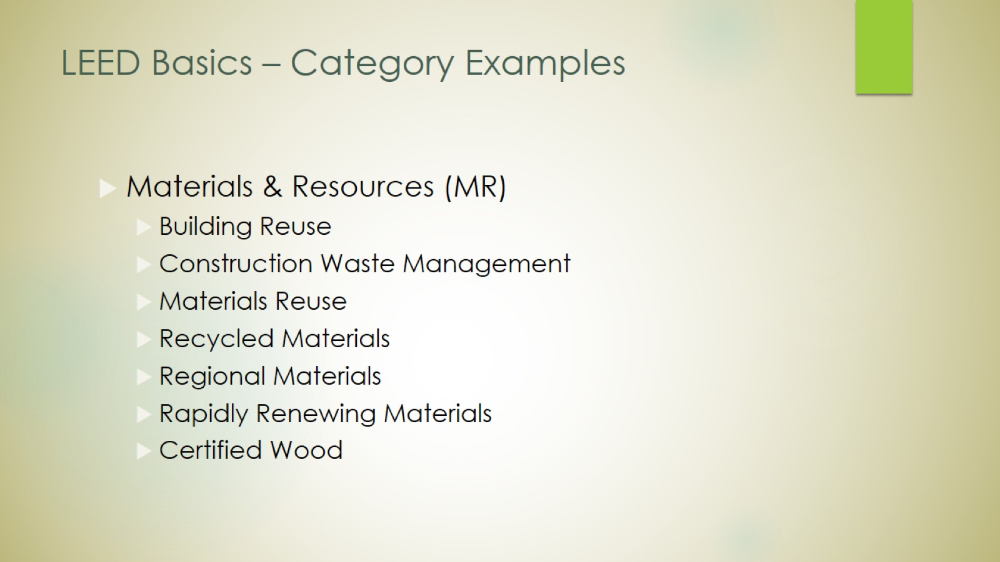 LEED Basics – Category Examples
Materials & Resources (MR)
Building Reuse
Construction Waste Management
Materials Reuse
Recycled Materials
Regional Materials
Rapidly Renewing Materials
Certified Wood